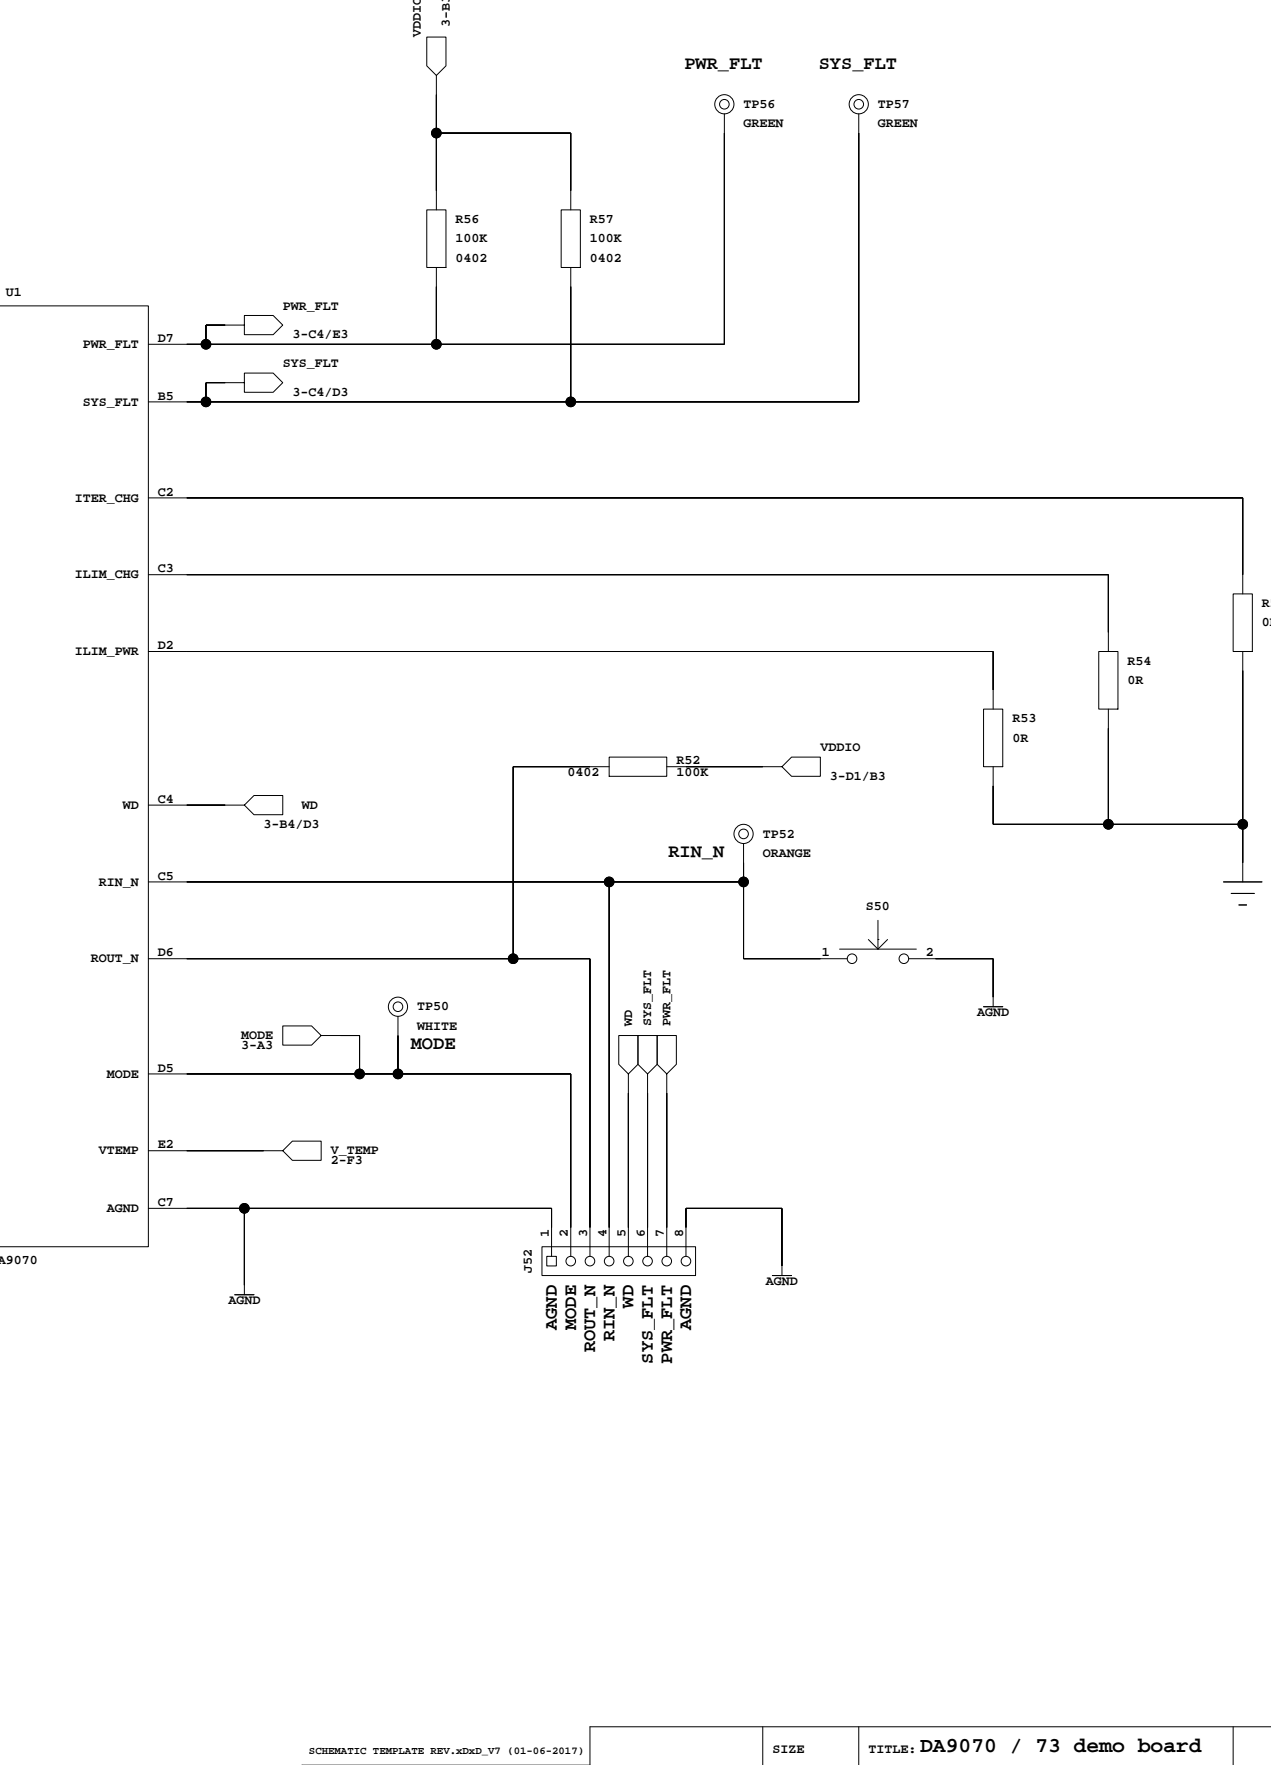 VDDIO
PWR_FLT SYS_FLT
TP56
GREEN
TP57
GREEN
R56
100K
0402
R57
100K
0402
U1
PWR_FLT
3-C4/E3
PWR_FLT D7
SYS_FLT
3-C4/D3
SYS_FLT B5
ITER_CHG C2
ILIM_CHG C3
ILIM_PWR D2
R54
0R
R53
0R
0402
R52
100K
VDDIO
3-D1/B3
WD C4
WD
3-B4/D3
TP52
ORANGE
RIN_N
RIN_N C5
S50
1 2
AGND
ROUT_N D6
WD
SYS_FLT
PWR_FLT
TP50
WHITE
MODE
MODE
3-A3
MODE D5
VTEMP E2
V_TEMP
2-F3
AGND C7
AGND
1 2 3 4 5 6 7 8
J52
AGND
A9070
AGND
MODE
ROUT_N
RIN_N
WD
SYS_FLT
PWR_FLT
AGND
SCHEMATIC TEMPLATE REV.xDxD_V7 (01-06-2017)
SIZE
TITLE: DA9070 / 73 demo board